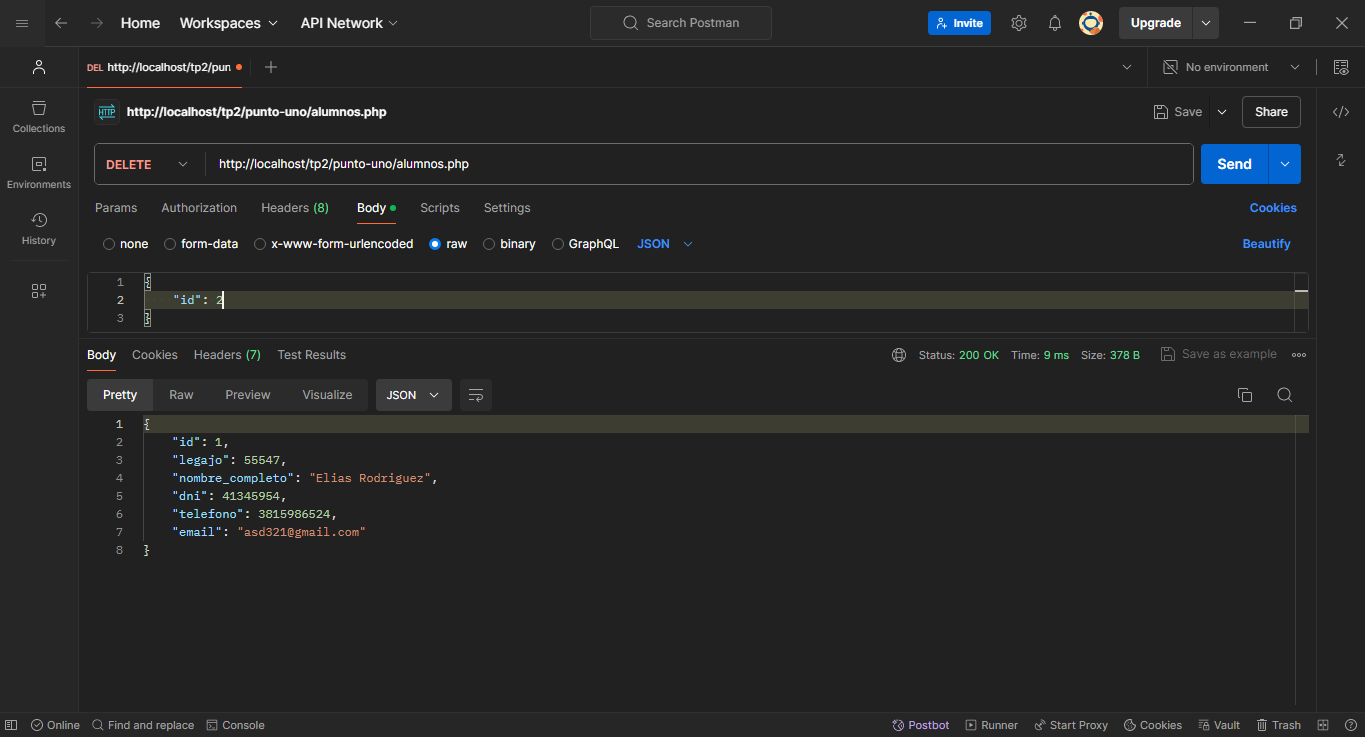 Home Workspaces API Network Search Postman Invite Upgrade
DEL http://localhost/tp2/pun No environment
HTTP http://localhost/tp2/punto-uno/alumnos.php Save Share
Collections
Environments
History
DELETE http://localhost/tp2/punto-uno/alumnos.php Send
Params Authorization Headers (8) Body Scripts Settings Cookies
none form-data x-www-form-urlencoded raw binary GraphQL JSON Beautify
1 {
2 "id": 2
3 }
Body Cookies Headers (7) Test Results Status: 200 OK Time: 9 ms Size: 378 B Save as example
Pretty Raw Preview Visualize JSON
1 {
2 "id": 1,
3 "legajo": 55547,
4 "nombre_completo": "Elias Rodriguez",
5 "dni": 41345954,
6 "telefono": 3815986524,
7 "email": "asd321@gmail.com"
8 }
Online Find and replace Console Postbot Runner Start Proxy Cookies Vault Trash